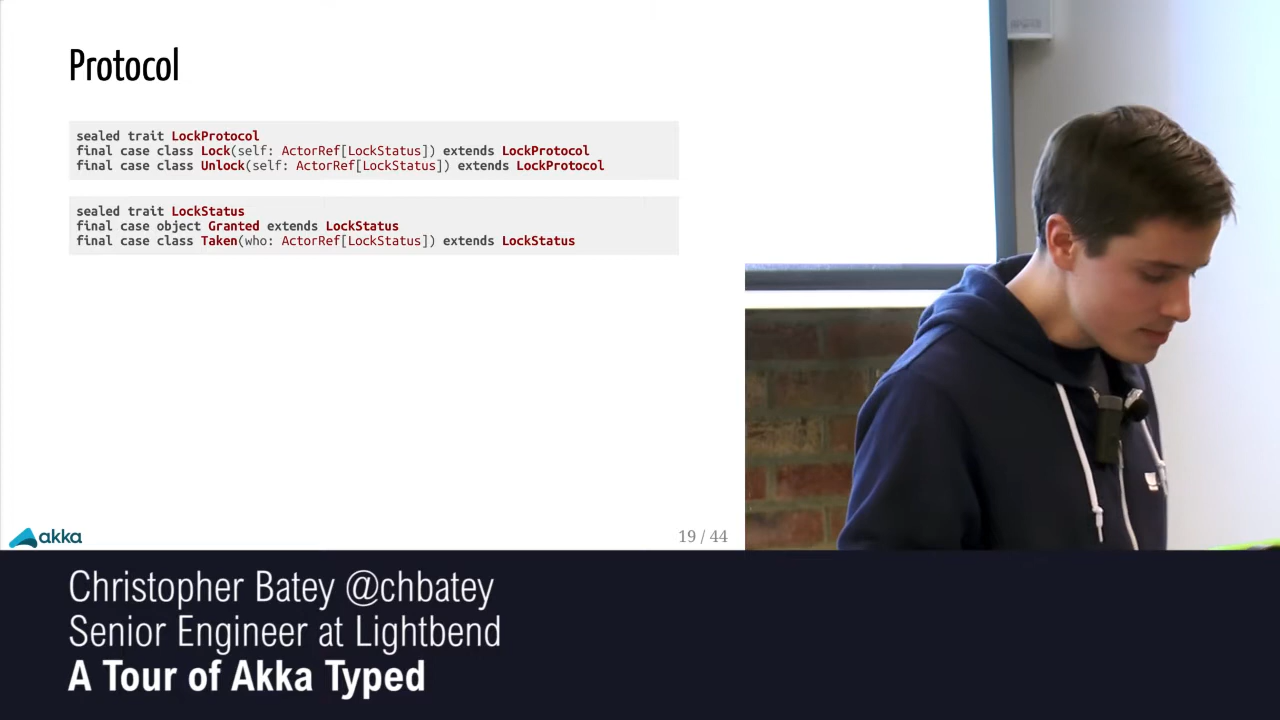 Protocol
sealed trait LockProtocol
final case class Lock(self: ActorRef[LockStatus]) extends LockProtocol
final case class Unlock(self: ActorRef[LockStatus]) extends LockProtocol
sealed trait LockStatus
final case object Granted extends LockStatus
final case class Taken(who: ActorRef[LockStatus]) extends LockStatus
akka
19 / 44
Christopher Batey @chbatey
Senior Engineer at Lightbend
A Tour of Akka Typed